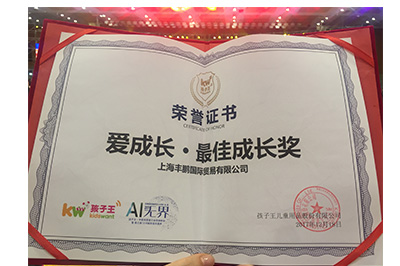 荣誉证书
CERTIFICATE OF HONOR
爱成长·最佳成长奖
上海丰鹏国际贸易有限公司
kw 孩子王
kidswant
AI无界
孩子王儿童用品股份有限公司